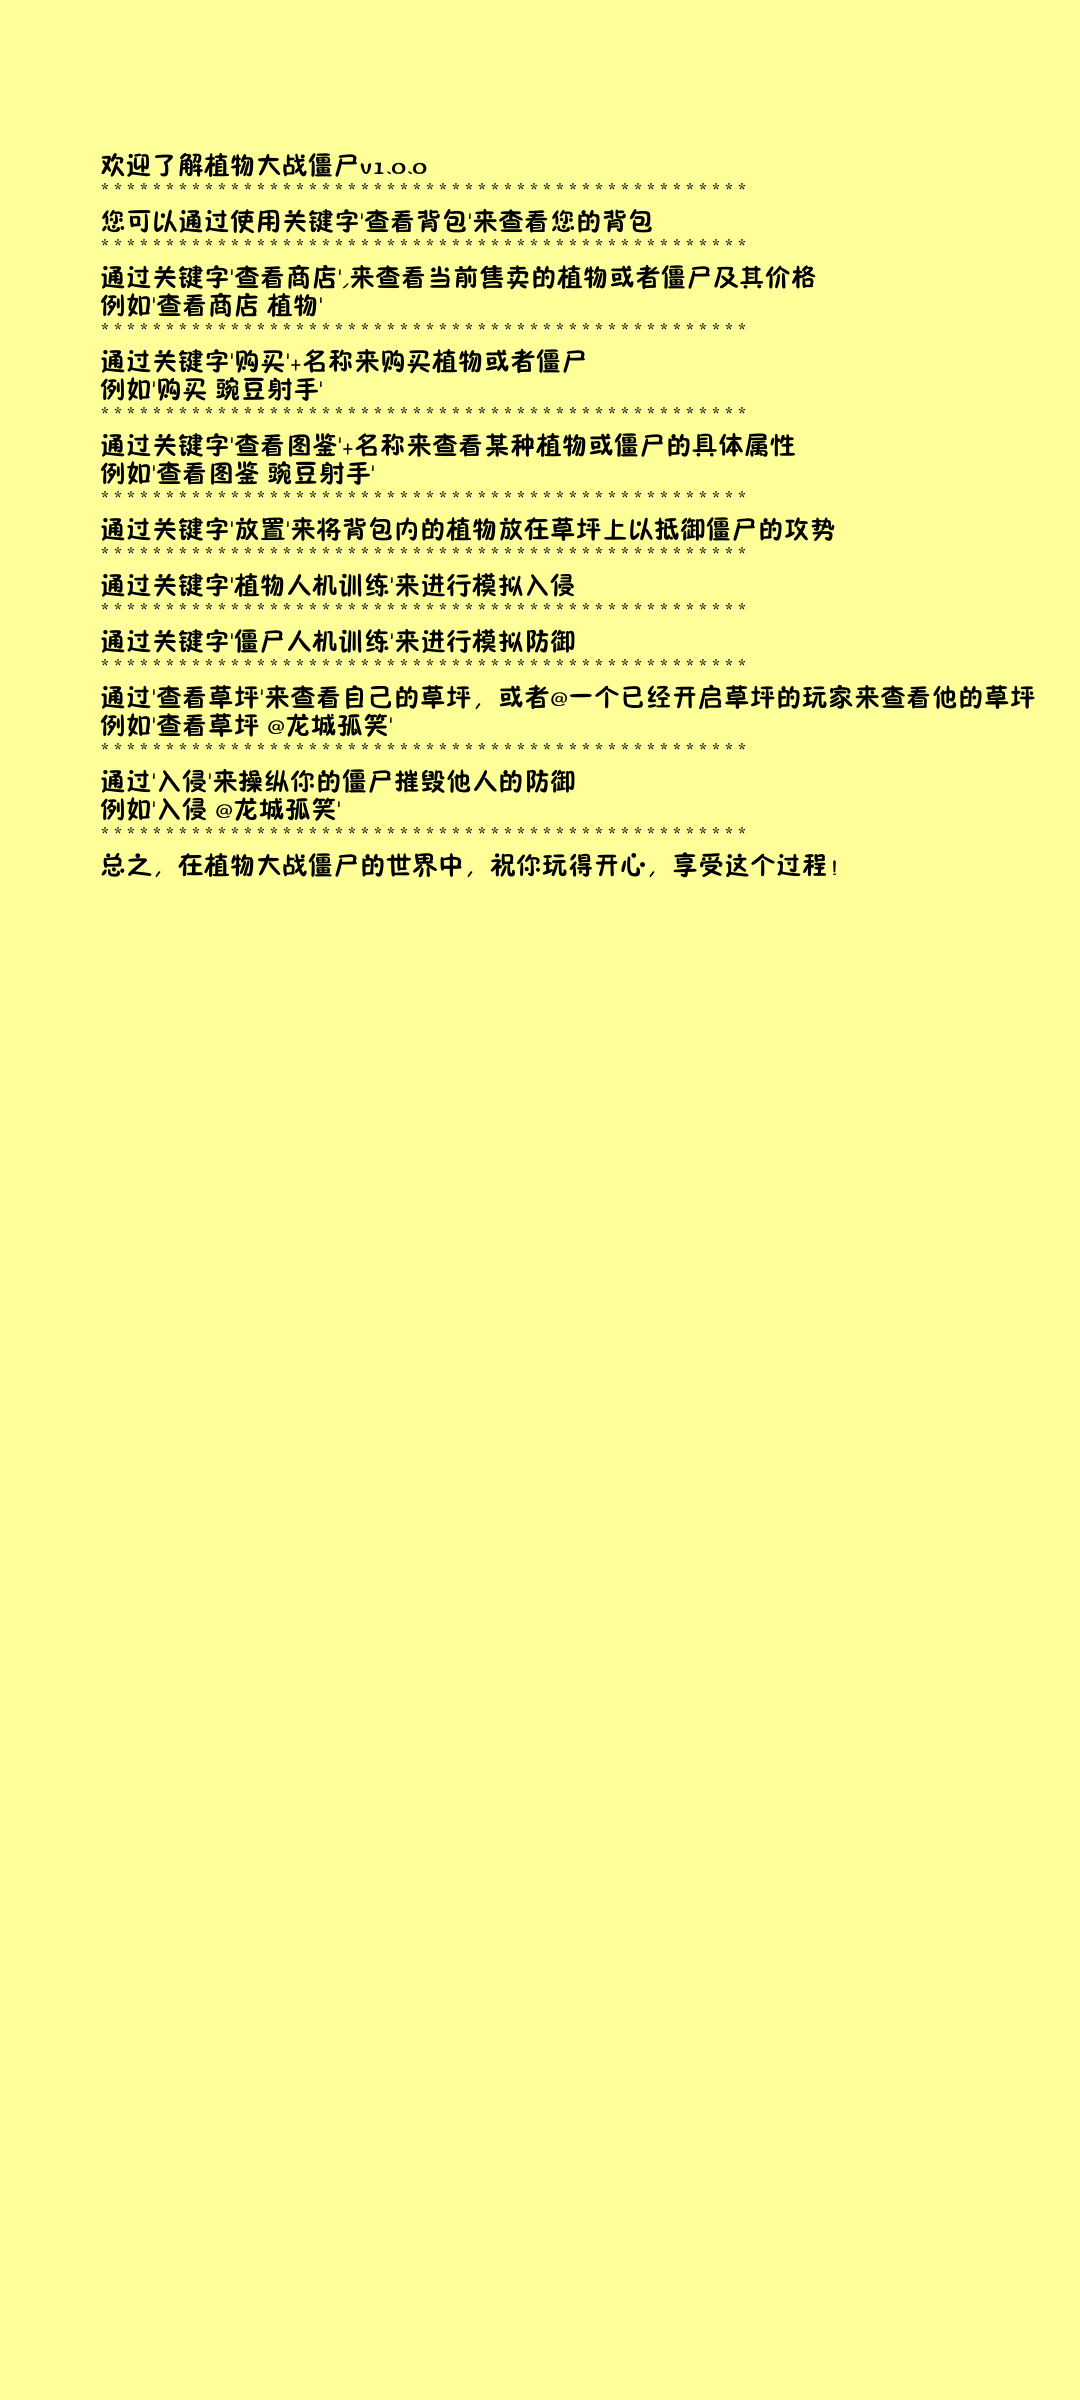 欢迎了解植物大战僵尸v1.0.0
**************************************************
您可以通过使用关键字'查看背包'来查看您的背包
**************************************************
通过关键字'查看商店',来查看当前售卖的植物或者僵尸及其价格
例如'查看商店 植物'
**************************************************
通过关键字'购买'+名称来购买植物或者僵尸
例如'购买 豌豆射手'
**************************************************
通过关键字'查看图鉴'+名称来查看某种植物或僵尸的具体属性
例如'查看图鉴 豌豆射手'
**************************************************
通过关键字'放置'来将背包内的植物放在草坪上以抵御僵尸的攻势
**************************************************
通过关键字'植物人机训练'来进行模拟入侵
**************************************************
通过关键字'僵尸人机训练'来进行模拟防御
**************************************************
通过'查看草坪'来查看自己的草坪，或者@一个已经开启草坪的玩家来查看他的草坪
例如'查看草坪 @龙城孤笑'
**************************************************
通过'入侵'来操纵你的僵尸摧毁他人的防御
例如'入侵 @龙城孤笑'
**************************************************
总之，在植物大战僵尸的世界中，祝你玩得开心，享受这个过程！